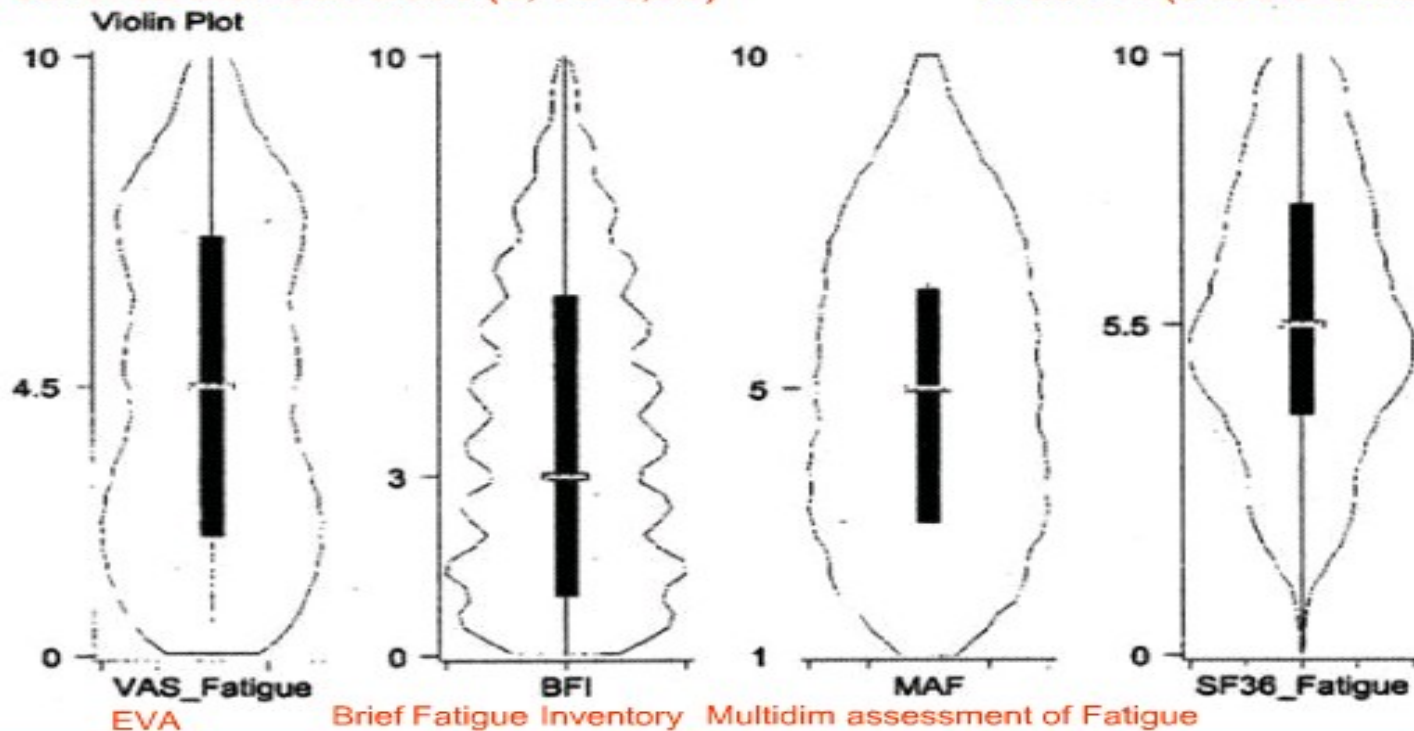 Violin Plot
10 10 10 10
5.5
4.5 5
3
0 0 1 0
VAS_Fatigue BFI MAF SF36_Fatigue
EVA Brief Fatigue Inventory Multidim assessment of Fatigue